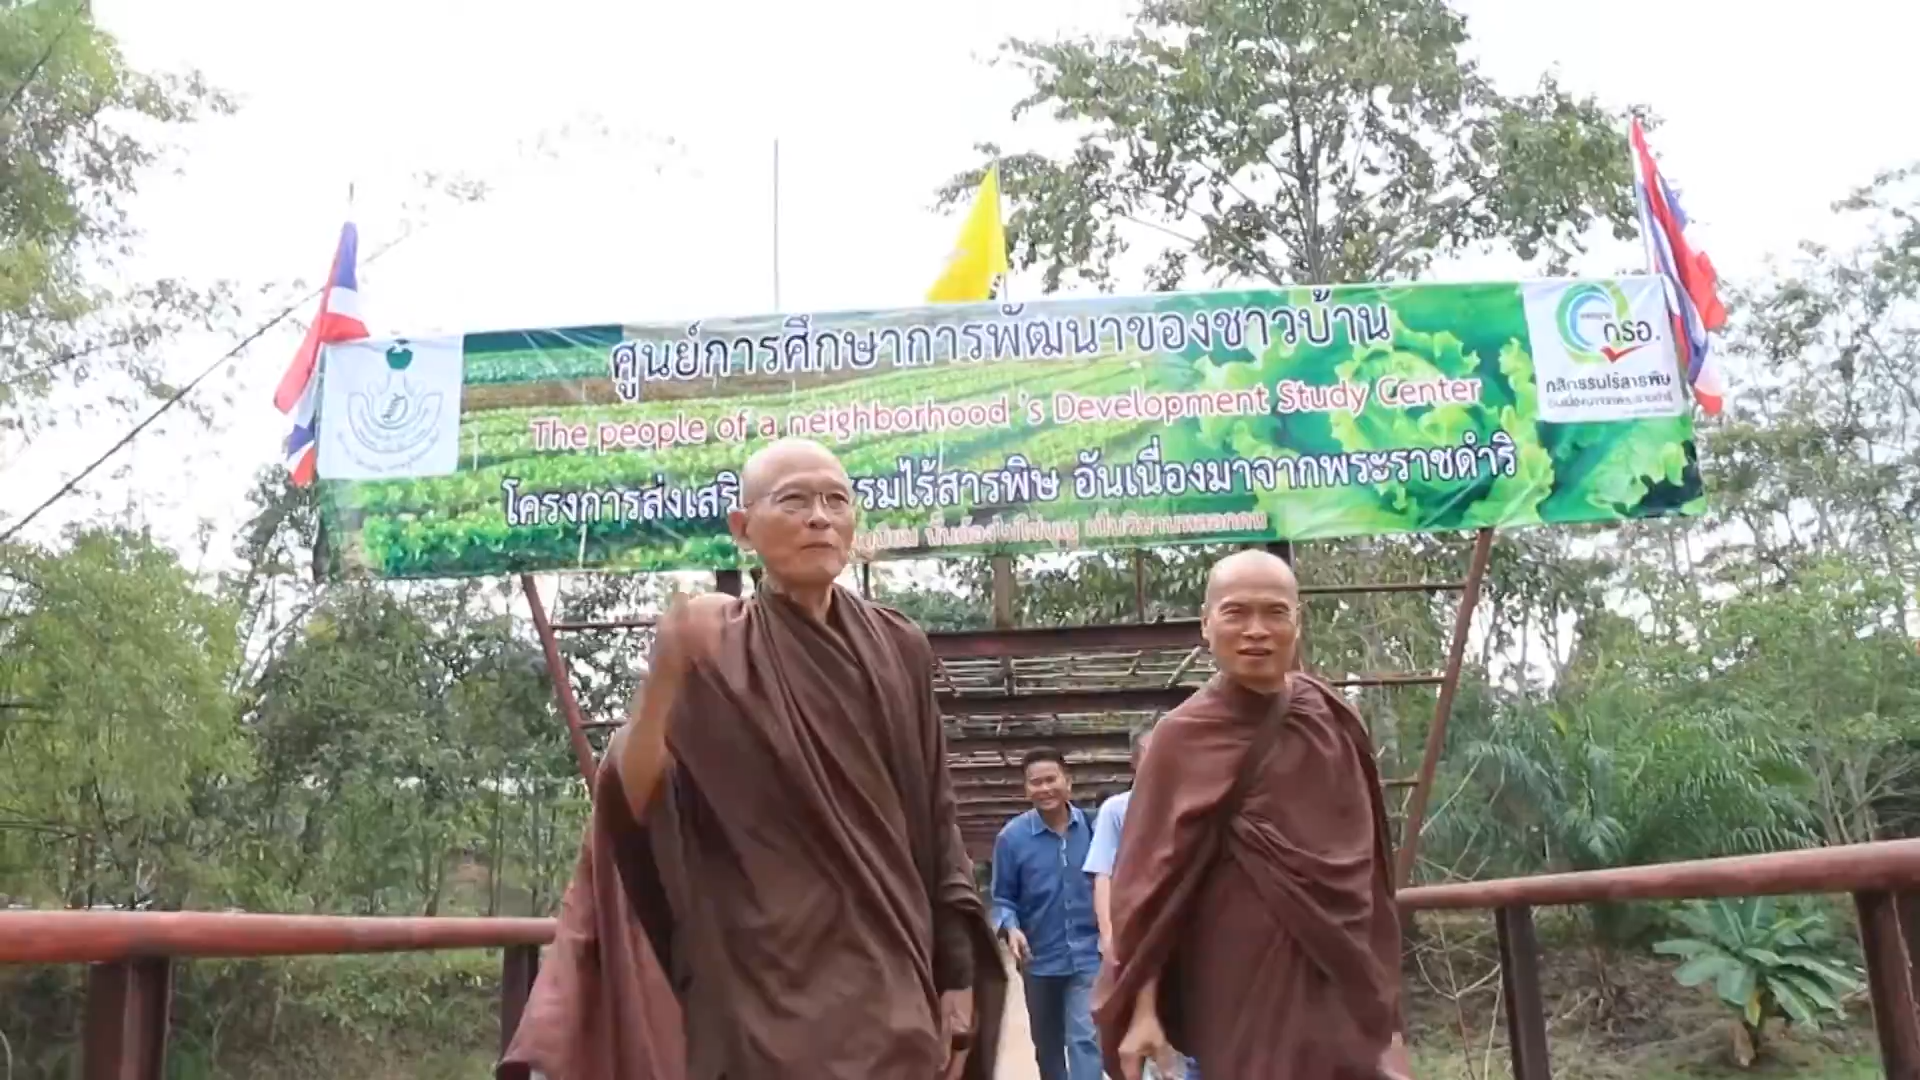 ศูนย์การศึกษาการพัฒนาของชาวบ้าน
The people of a neighborhood 's Development Study Center
โครงการส่งเสริ รรมไร้สารพิษ อันเนื่องมาจากพระราชดำริ
กรอ.
กสิกรรมไร้สารพิษ